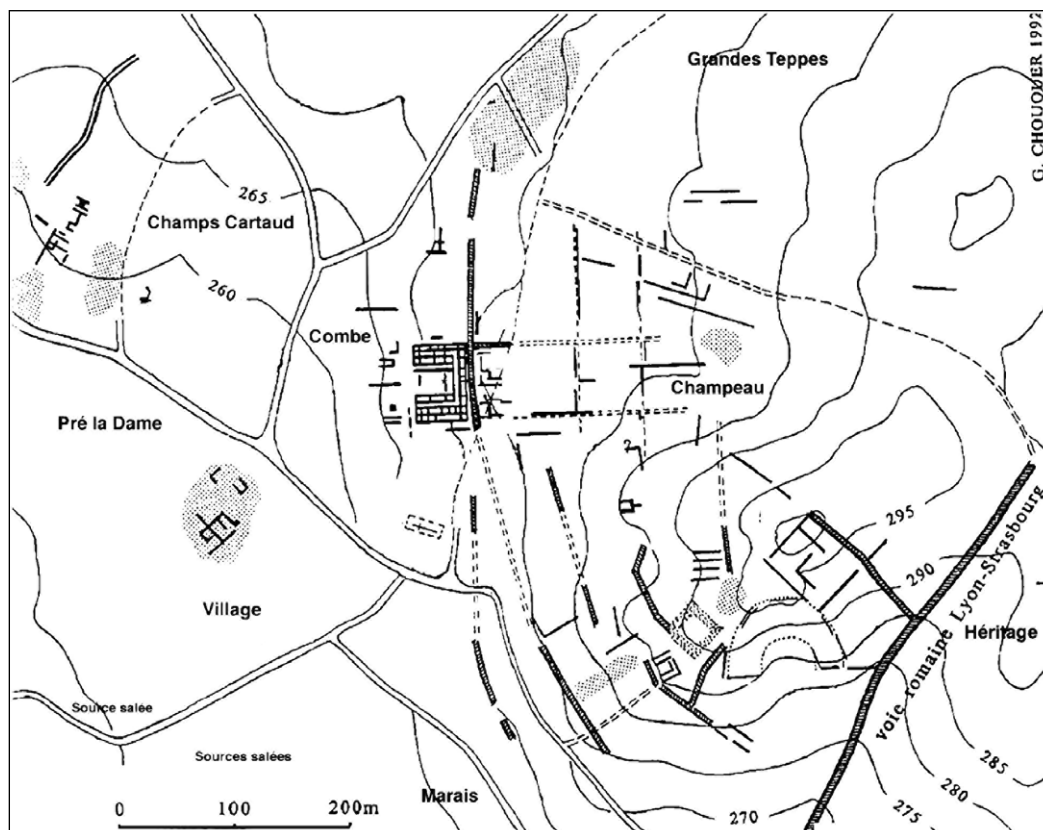 Grandes Teppes
G. CHOUQUER 1992
265
Champs Cartaud
260
Combe
Champeau
Pré la Dame
295
290
Village
Héritage
voie romaine Lyon-Strasbourg
Source salée
Sources salées
285
Marais
280
0 100 200m
270
275